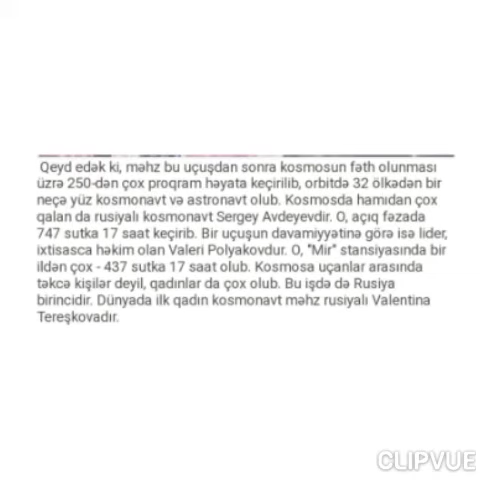 Qeyd edək ki, məhz bu uçuşdan sonra kosmosun fəth olunması
üzrə 250-dən çox proqram həyata keçirilib, orbitdə 32 ölkədən bir
neçə yüz kosmonavt və astronavt olub. Kosmosda hamıdan çox
qalan da rusiyalı kosmonavt Sergey Avdeyevdir. O, açıq fəzada
747 sutka 17 saat keçirib. Bir uçuşun davamiyyətinə görə isə lider,
ixtisasca həkim olan Valeri Polyakovdur. O, "Mir" stansiyasında bir
ildən çox - 437 sutka 17 saat olub. Kosmosa uçanlar arasında
təkcə kişilər deyil, qadınlar da çox olub. Bu işdə də Rusiya
birincidir. Dünyada ilk qadın kosmonavt məhz rusiyalı Valentina
Tereşkovadır.
CLIPVUE